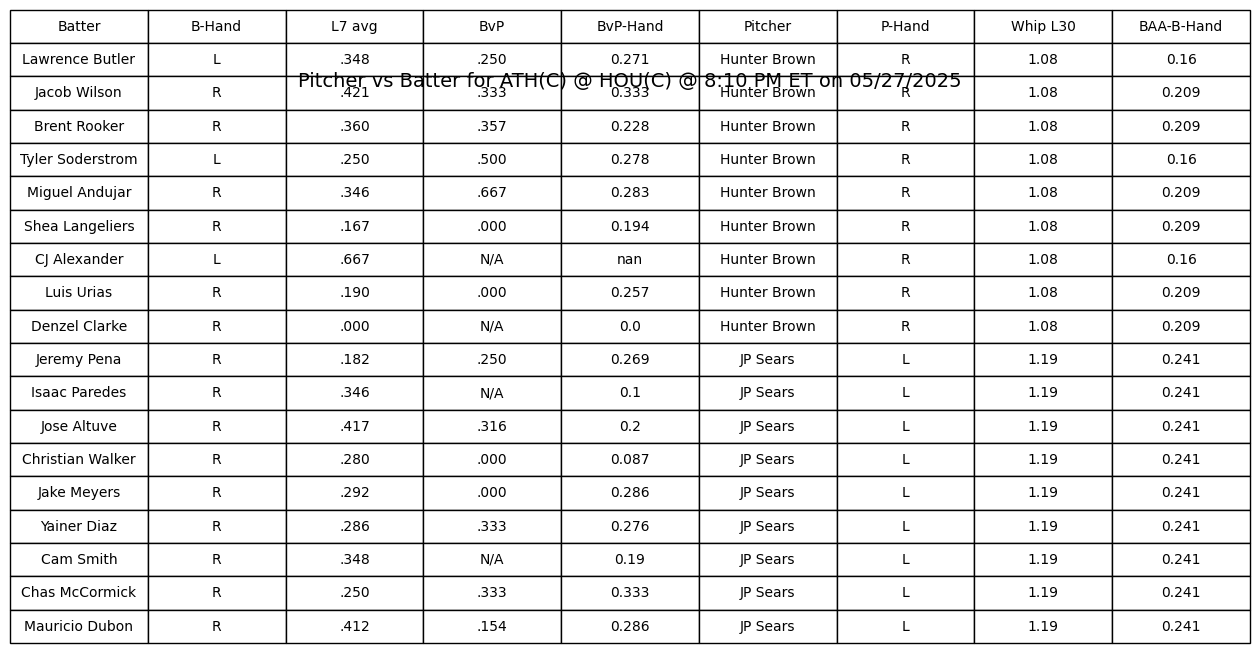 Batter B-Hand L7 avg BvP BvP-Hand Pitcher P-Hand Whip L30 BAA-B-Hand
Lawrence Butler L .348 .250 0.271 Hunter Brown R 1.08 0.16
Pitcher vs Batter for ATH(C) @ HOU(C) @ 8:10 PM ET on 05/27/2025
Jacob Wilson R .421 .333 0.333 Hunter Brown R 1.08 0.209
Brent Rooker R .360 .357 0.228 Hunter Brown R 1.08 0.209
Tyler Soderstrom L .250 .500 0.278 Hunter Brown R 1.08 0.16
Miguel Andujar R .346 .667 0.283 Hunter Brown R 1.08 0.209
Shea Langeliers R .167 .000 0.194 Hunter Brown R 1.08 0.209
CJ Alexander L .667 N/A nan Hunter Brown R 1.08 0.16
Luis Urias R .190 .000 0.257 Hunter Brown R 1.08 0.209
Denzel Clarke R .000 N/A 0.0 Hunter Brown R 1.08 0.209
Jeremy Pena R .182 .250 0.269 JP Sears L 1.19 0.241
Isaac Paredes R .346 N/A 0.1 JP Sears L 1.19 0.241
Jose Altuve R .417 .316 0.2 JP Sears L 1.19 0.241
Christian Walker R .280 .000 0.087 JP Sears L 1.19 0.241
Jake Meyers R .292 .000 0.286 JP Sears L 1.19 0.241
Yainer Diaz R .286 .333 0.276 JP Sears L 1.19 0.241
Cam Smith R .348 N/A 0.19 JP Sears L 1.19 0.241
Chas McCormick R .250 .333 0.333 JP Sears L 1.19 0.241
Mauricio Dubon R .412 .154 0.286 JP Sears L 1.19 0.241